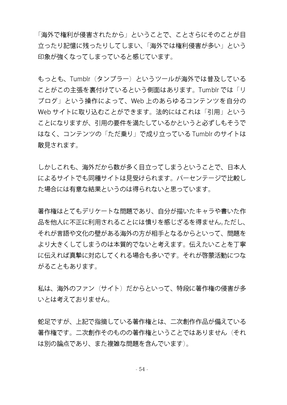 「海外で権利が侵害されたから」ということで、ことさらにそのことが目
立ったり記憶に残ったりしてしまい、「海外では権利侵害が多い」という
印象が強くなってしまっていると感じています。
もっとも、Tumblr（タンブラー）というツールが海外では普及している
ことがこの主張を裏付けているという側面はあります。Tumblr では「リ
ブログ」という操作によって、Web 上のあらゆるコンテンツを自分の
Web サイトに取り込むことができます。法的にはこれは「引用」という
ことになりますが、引用の要件を満たしているかというと必ずしもそうで
はなく、コンテンツの「ただ乗り」で成り立っている Tumblr のサイトは
散見されます。
しかしこれも、海外だから数が多く目立ってしまうということで、日本人
によるサイトでも同様サイトは見受けられます。パーセンテージで比較し
た場合には有意な結果というのは得られないと思っています。
著作権はとてもデリケートな問題であり、自分が描いたキャラや書いた作
品を他人に不正に利用されることには憤りを感じざるを得ません。ただし、
それが言語や文化の壁がある海外の方が相手となるからといって、問題を
より大きくしてしまうのは本質的でないと考えます。伝えたいことを丁寧
に伝えれば真摯に対応してくれる場合も多いです。それが啓蒙活動につな
がることもあります。
私は、海外のファン（サイト）だからといって、特段に著作権の侵害が多
いとは考えておりません。
蛇足ですが、上記で指摘している著作権とは、二次創作作品が備えている
著作権です。二次創作そのものの著作権ということではありません（それ
は別の論点であり、また複雑な問題を含んでいます）。
- 54 -